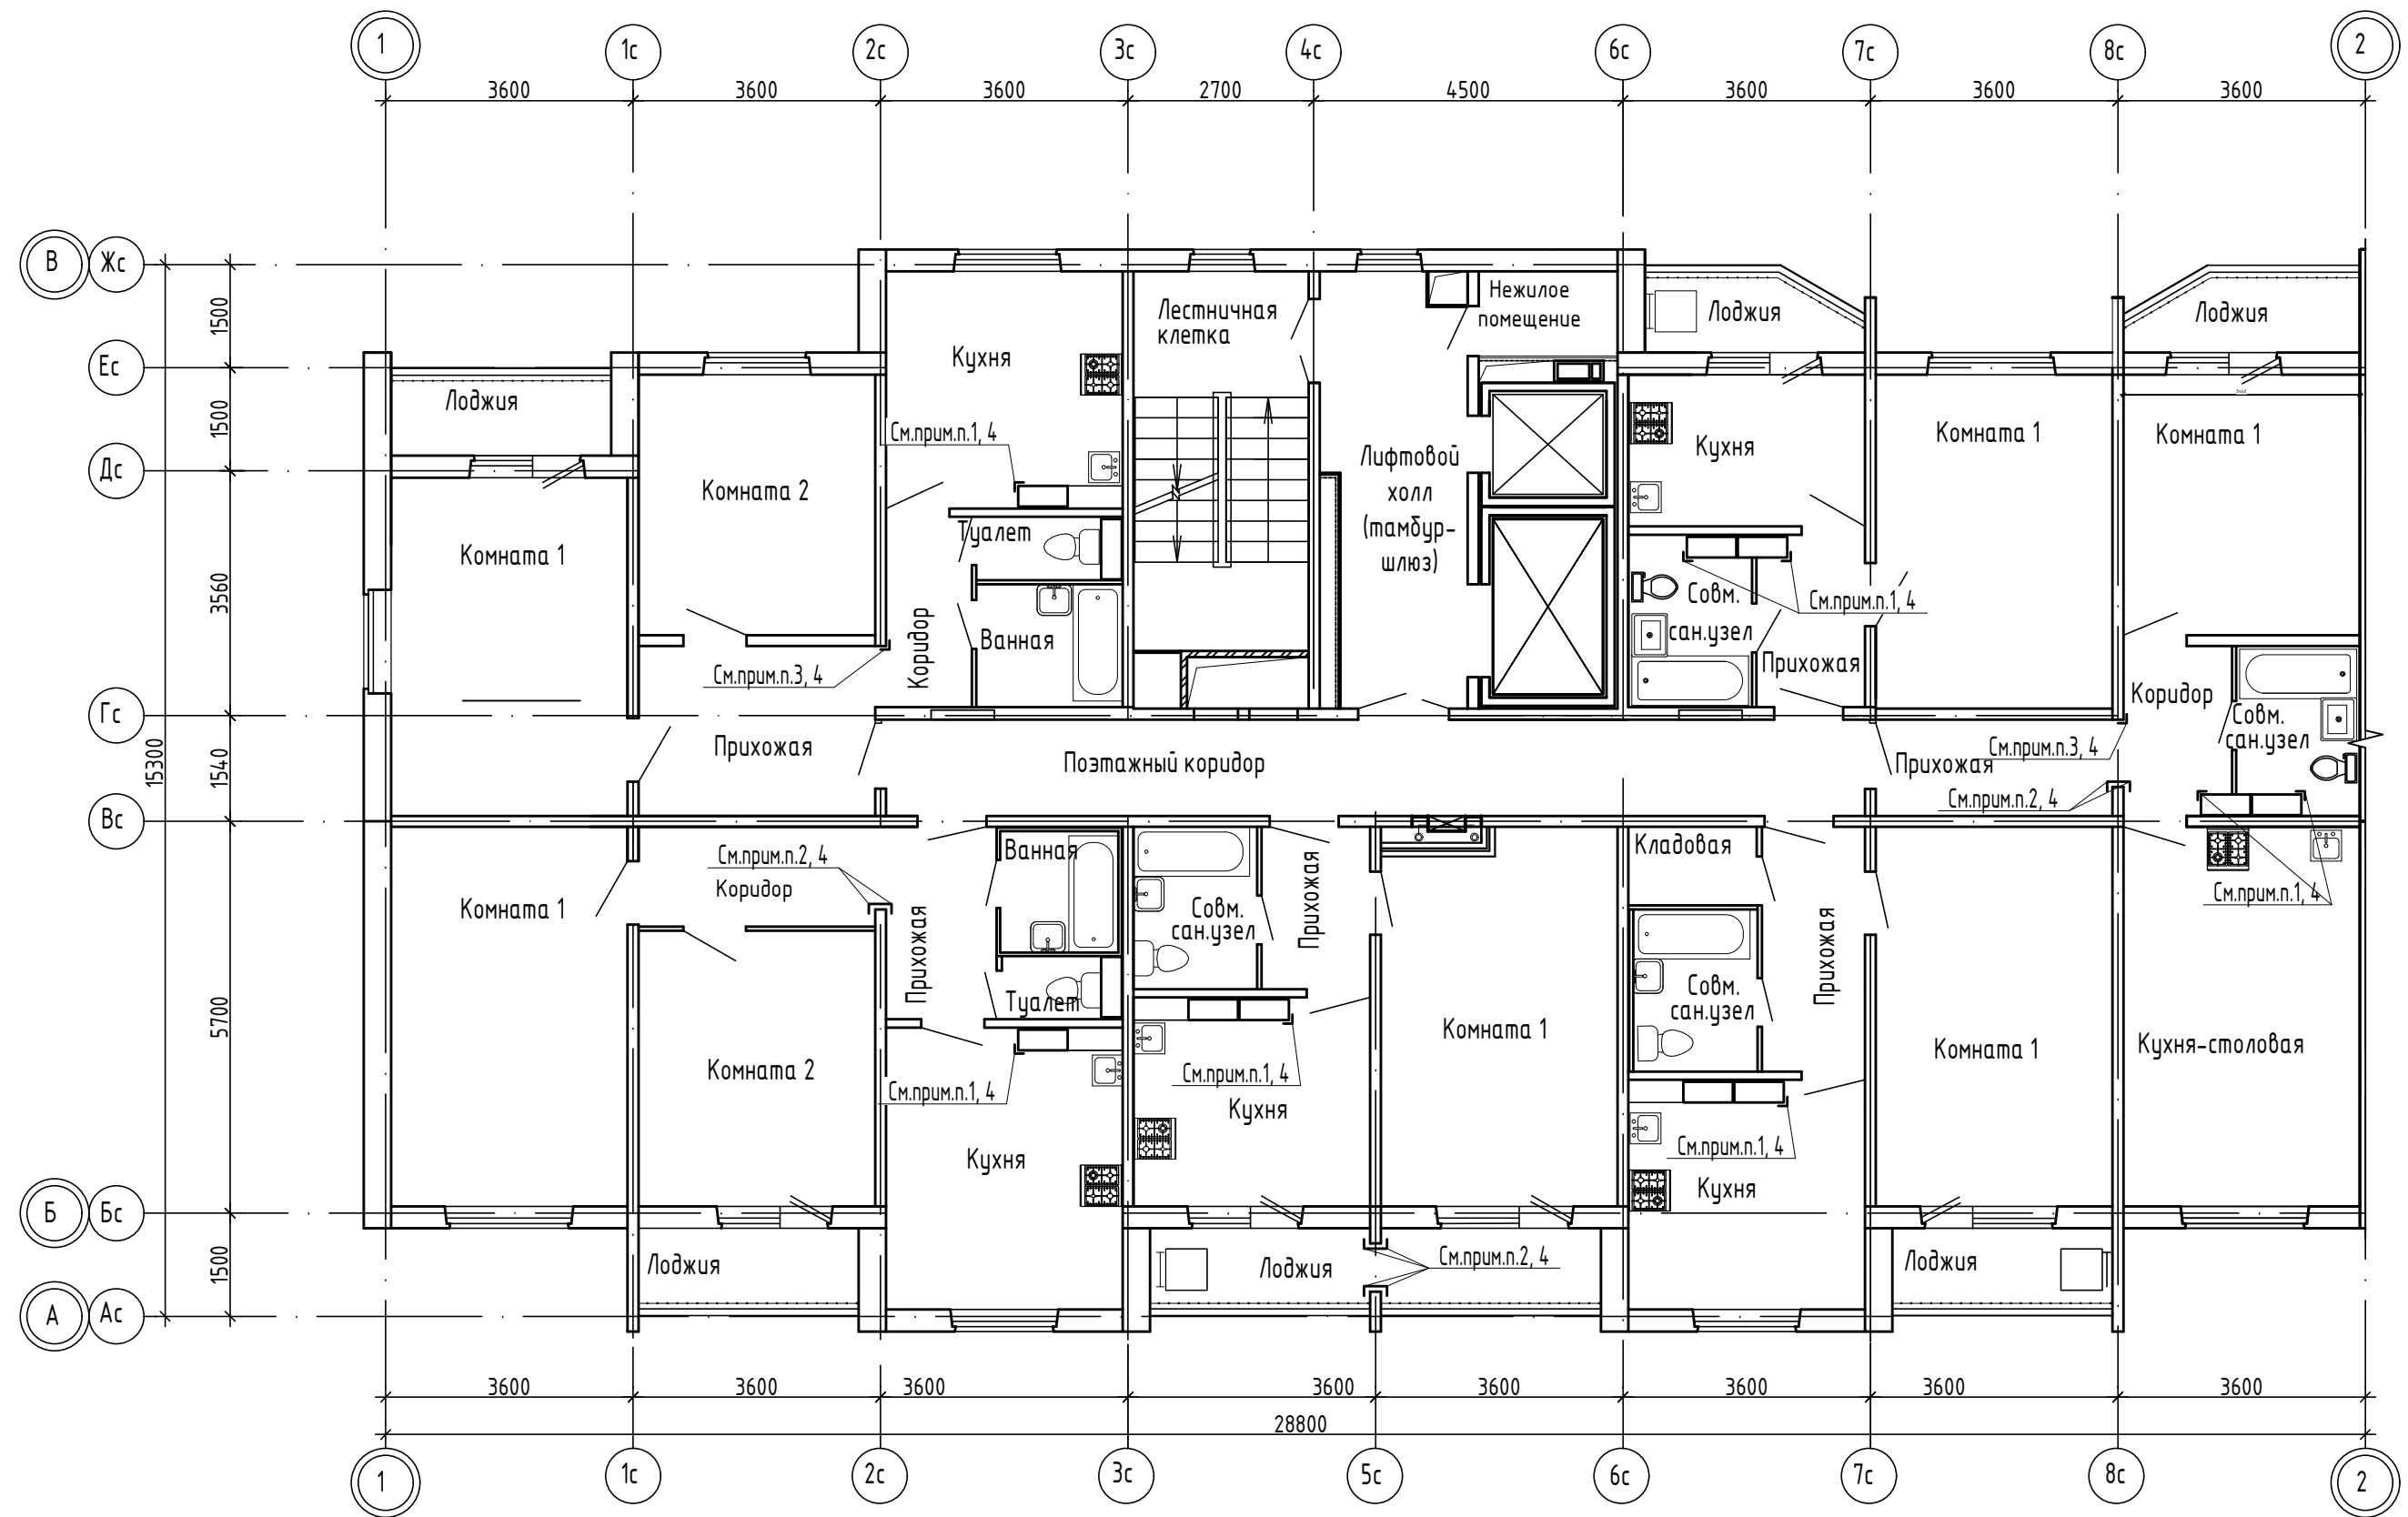 1
1с
2с
3с
4с
6с
7с
8с
2
3600
3600
3600
2700
4500
3600
3600
3600
В
Жс
Ес
Дс
Гс
Вс
Б
Бс
А
Ас
1500
1500
3560
1540
5700
1500
15300
Нежилое
помещение
Лестничная
клетка
Лоджия
Лоджия
Кухня
Лоджия
См.прим.п.1, 4
Кухня
Комната 1
Комната 1
Комната 2
Лифтовой
холл
(тамбур-
шлюз)
Туалет
Комната 1
Совм.
сан.узел
См.прим.п.1, 4
Ванная
Коридор
См.прим.п.3, 4
Прихожая
Коридор
Совм.
сан.узел
Прихожая
Поэтажный коридор
Прихожая
См.прим.п.3, 4
См.прим.п.2, 4
См.прим.п.2, 4
Коридор
Ванная
Комната 1
Прихожая
Туалет
Совм.
сан.узел
Прихожая
Кладовая
Прихожая
См.прим.п.1, 4
Комната 1
Совм.
сан.узел
Комната 1
Кухня-столовая
Комната 2
См.прим.п.1, 4
См.прим.п.1, 4
Кухня
См.прим.п.1, 4
Кухня
Кухня
Лоджия
Лоджия
См.прим.п.2, 4
Лоджия
3600
3600
3600
3600
3600
3600
3600
3600
28800
1
1с
2с
3с
5с
6с
7с
8с
2